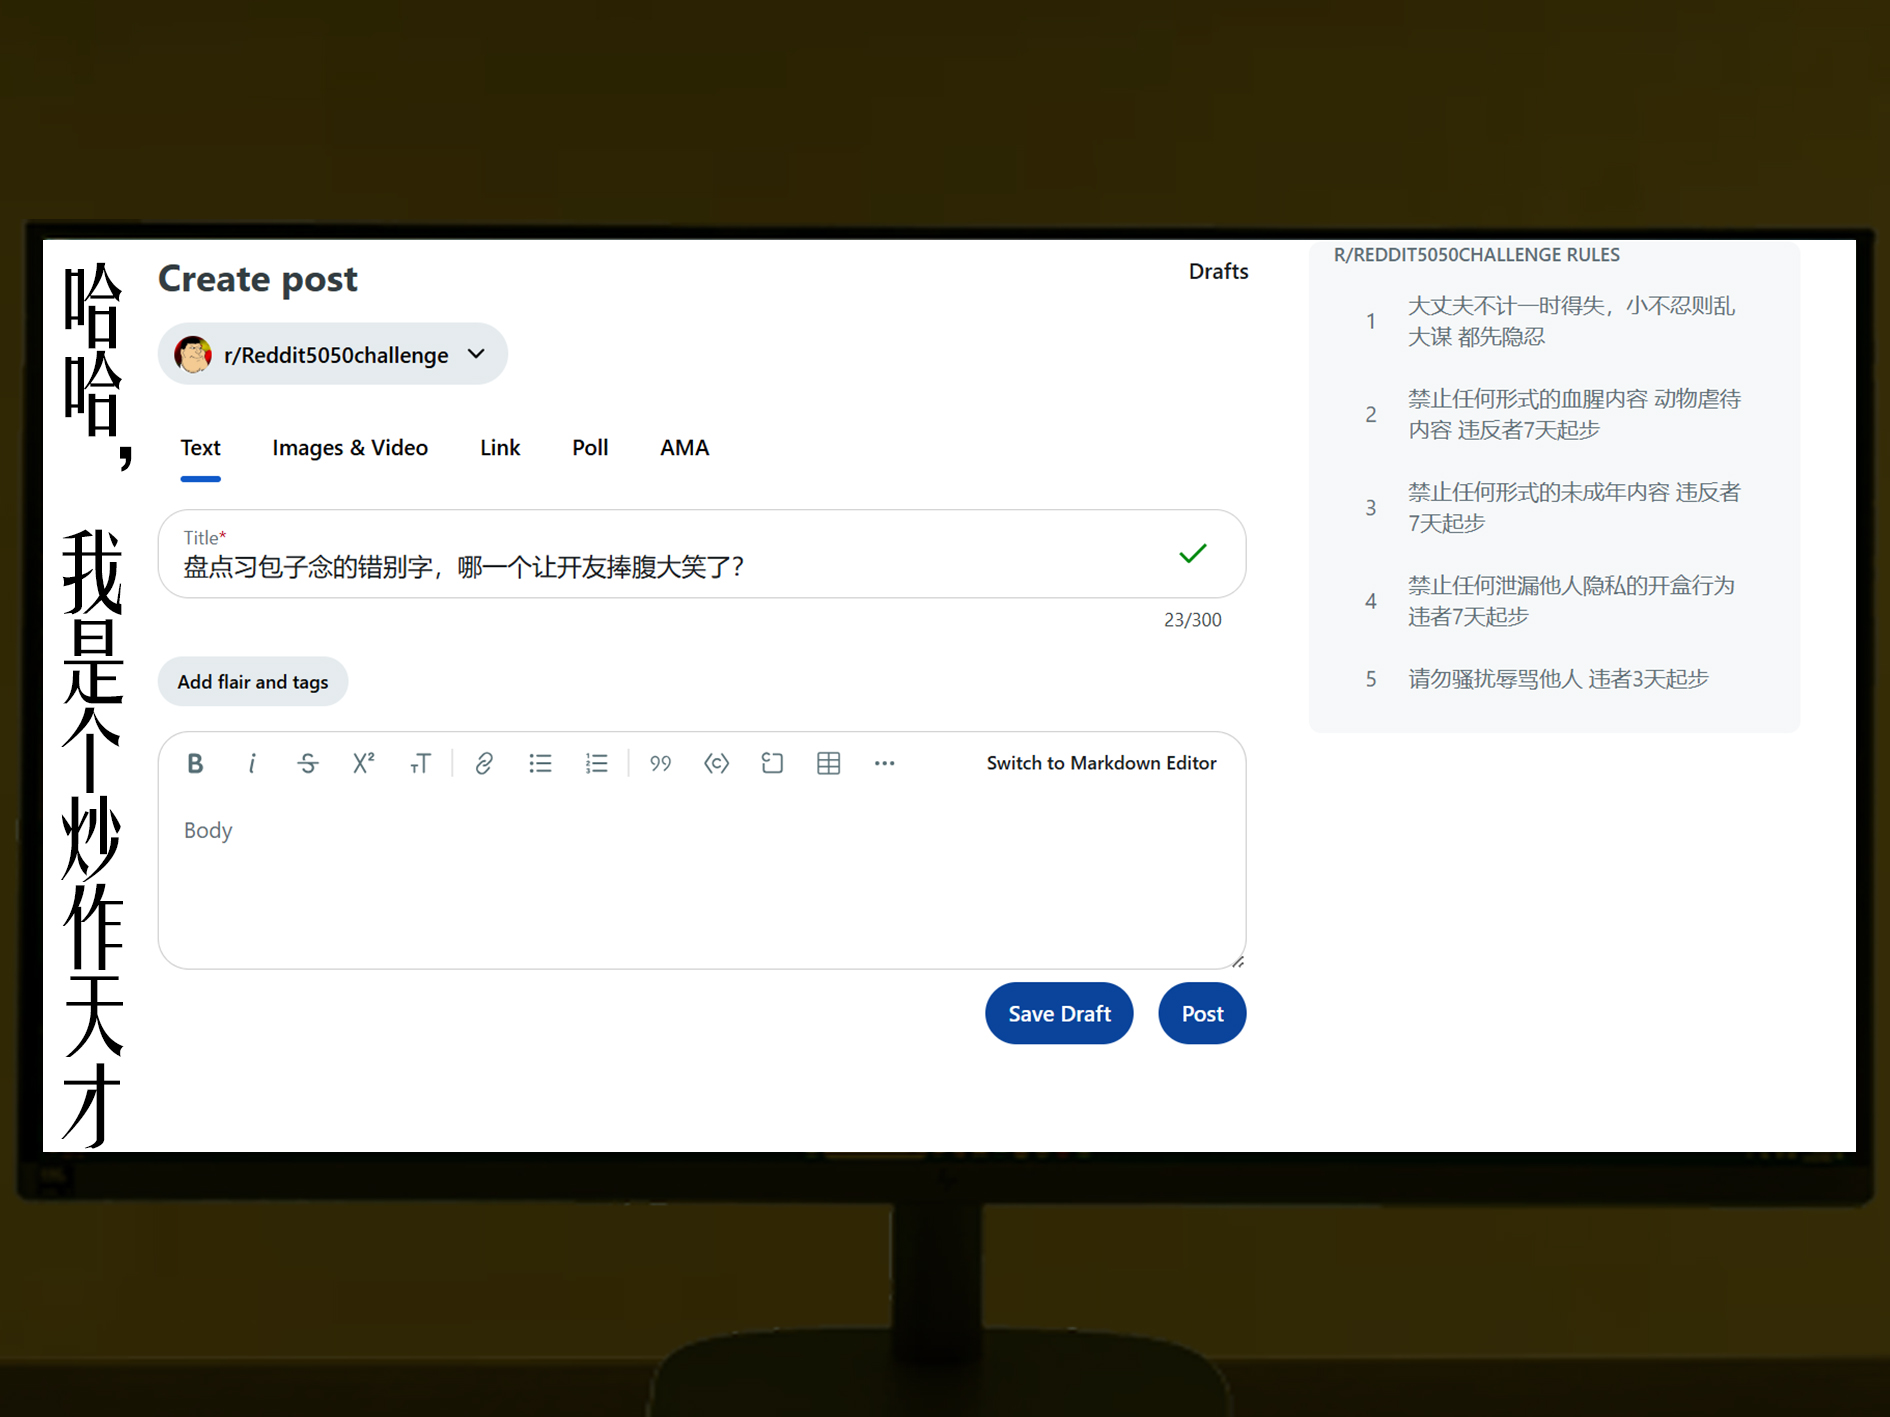 哈哈，我是个炒作天才
Create post
Drafts
r/Reddit5050challenge
Text Images & Video Link Poll AMA
Title*
盘点习包子念的错别字，哪一个让开友捧腹大笑了？
23/300
Add flair and tags
B i S X² TT 99 Switch to Markdown Editor
Body
Save Draft Post
R/REDDIT5050CHALLENGE RULES
1 大丈夫不计一时得失，小不忍则乱
大谋 都先隐忍
2 禁止任何形式的血腥内容 动物虐待
内容 违反者7天起步
3 禁止任何形式的未成年内容 违反者
7天起步
4 禁止任何泄漏他人隐私的开盒行为
违者7天起步
5 请勿骚扰辱骂他人 违者3天起步